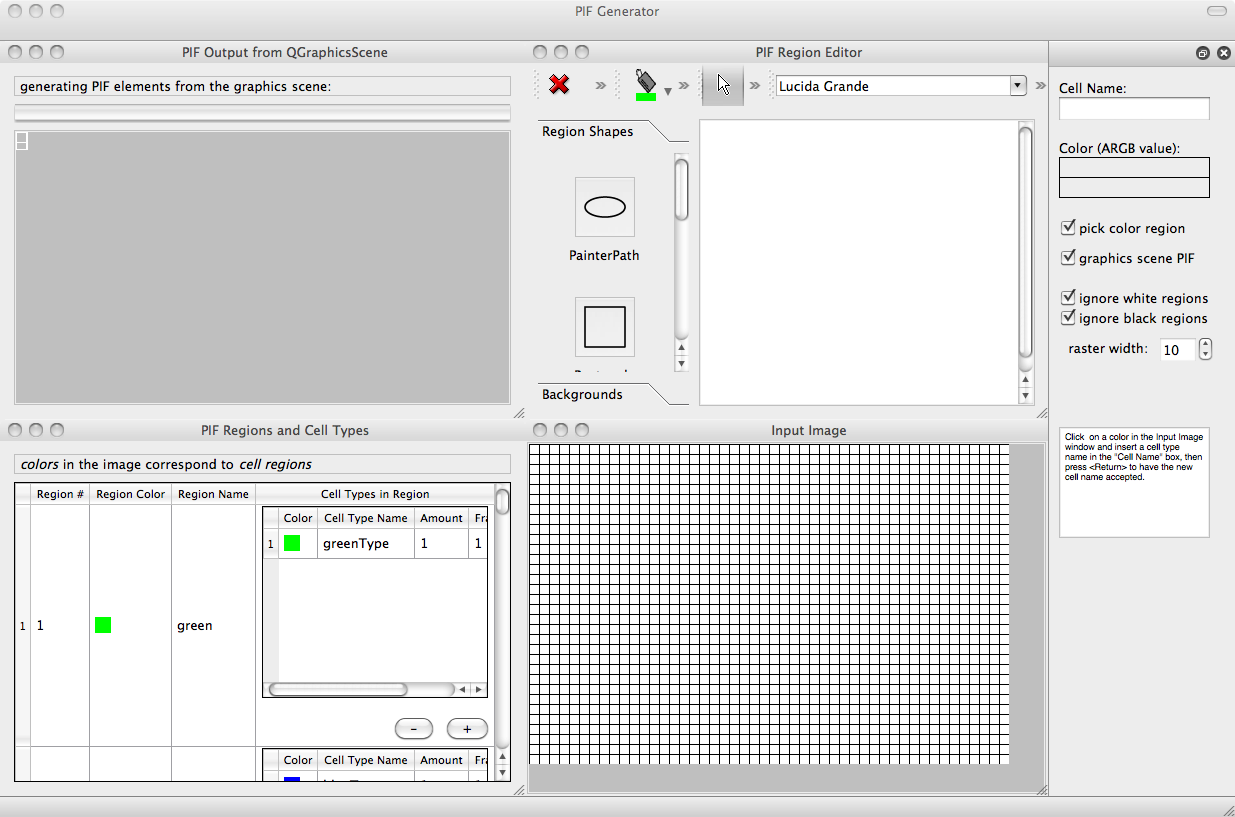 PIF Generator
PIF Output from QGraphicsScene
generating PIF elements from the graphics scene:
PIF Region Editor
Lucida Grande
Region Shapes
PainterPath
Backgrounds
Cell Name:
Color (ARGB value):
pick color region
graphics scene PIF
ignore white regions
ignore black regions
raster width: 10
Click on a color in the Input Image
window and insert a cell type
name in the "Cell Name" box, then
press <Return> to have the new
cell name accepted.
PIF Regions and Cell Types
colors in the image correspond to cell regions
Region # Region Color Region Name Cell Types in Region
Color Cell Type Name Amount Fra
1 greenType 1 1
1 1 green
- +
Color Cell Type Name Amount Fra
Input Image